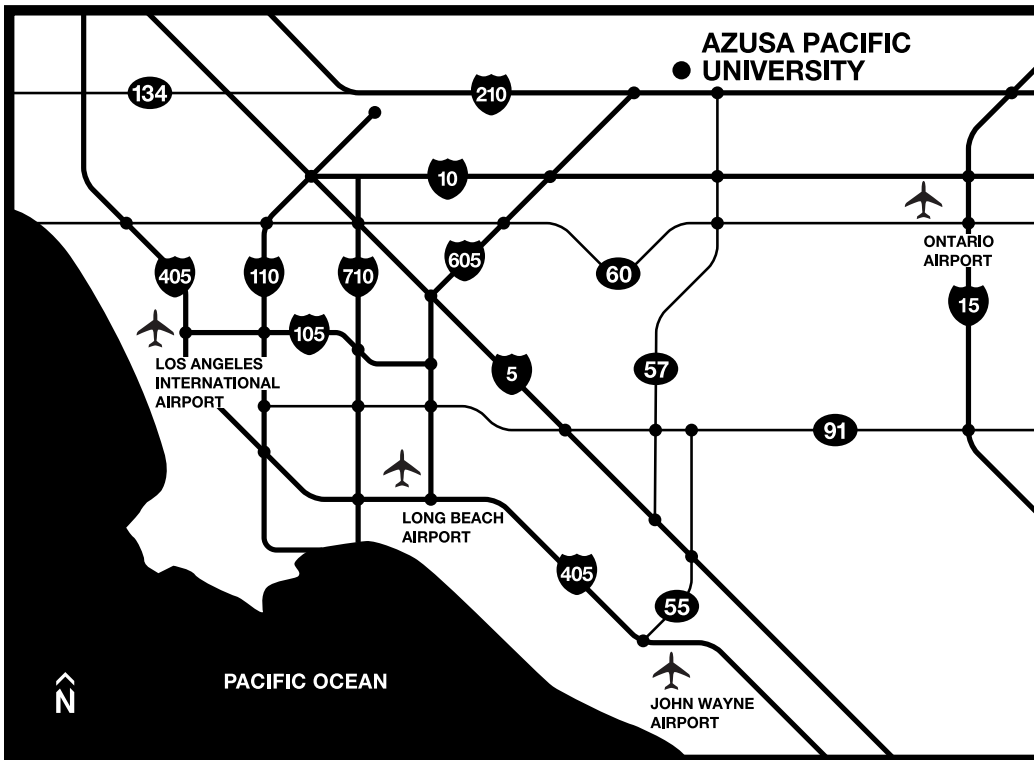 AZUSA PACIFIC
UNIVERSITY
134
210
10
ONTARIO
AIRPORT
405
110
710
605
60
15
105
LOS ANGELES
INTERNATIONAL
AIRPORT
5
57
91
LONG BEACH
AIRPORT
405
55
PACIFIC OCEAN
N
JOHN WAYNE
AIRPORT